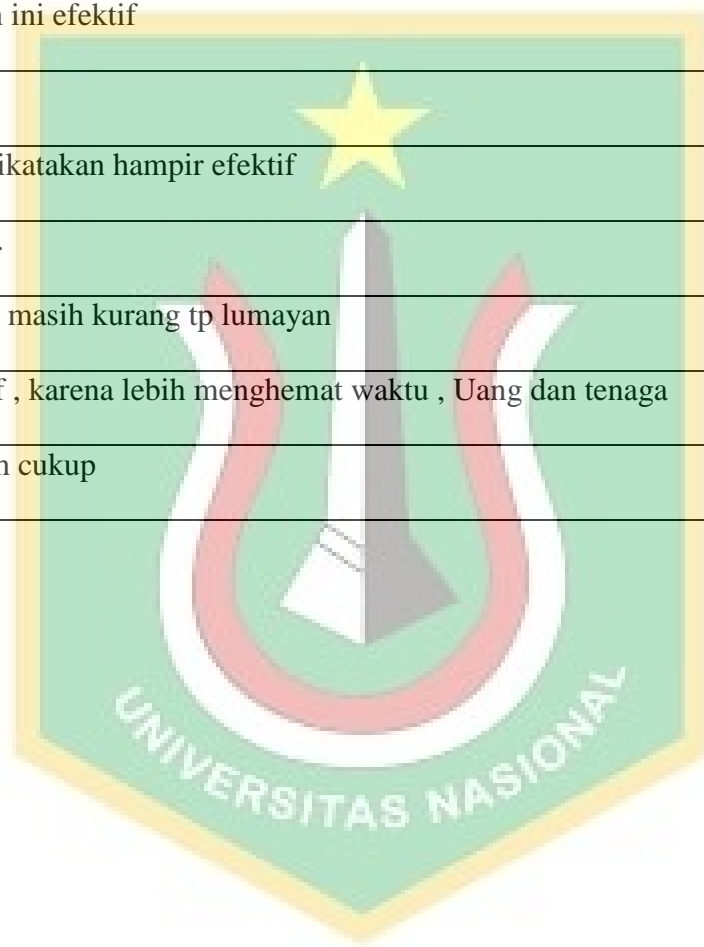 ini efektif
ikatakan hampir efektif
masih kurang tp lumayan
f , karena lebih menghemat waktu , Uang dan tenaga
cukup
UNIVERSITAS NASIONAL